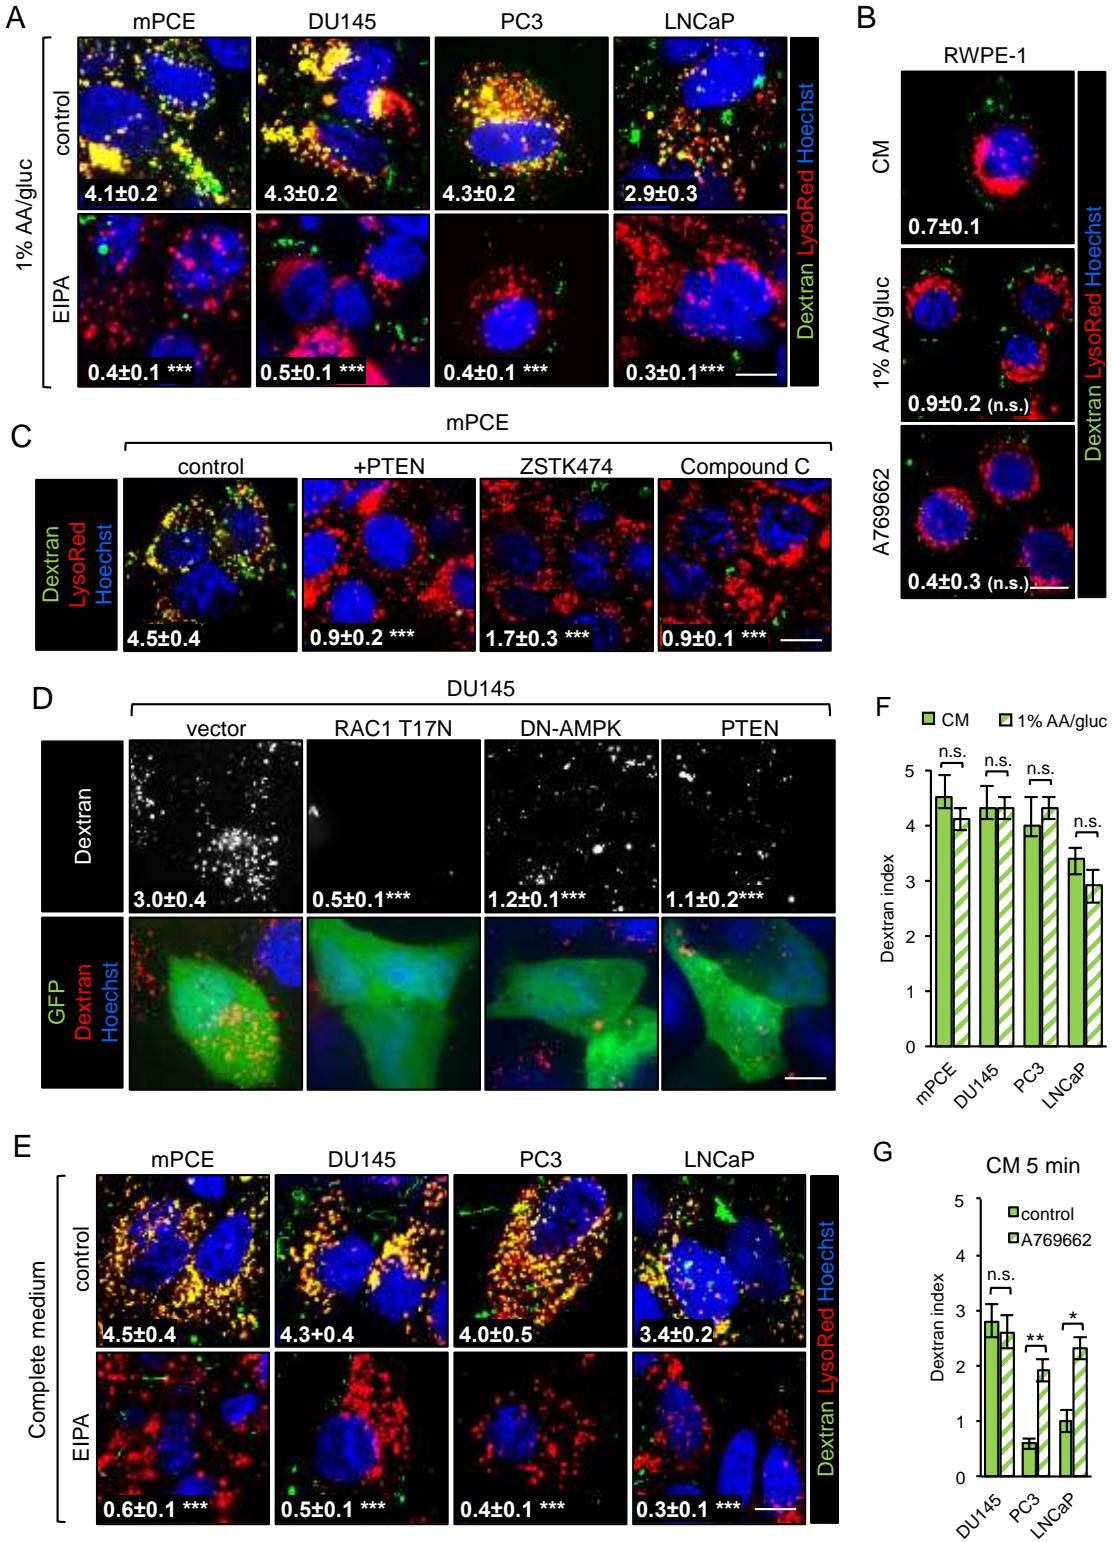 A
mPCE DU145 PC3 LNCaP
1% AA/gluc
control
4.1±0.2 4.3±0.2 4.3±0.2 2.9±0.3
EIPA
0.4±0.1 *** 0.5±0.1 *** 0.4±0.1 *** 0.3±0.1***
Dextran LysoRed Hoechst
B
RWPE-1
CM
0.7±0.1
1% AA/gluc
0.9±0.2 (n.s.)
A769662
0.4±0.3 (n.s.)
Dextran LysoRed Hoechst
C
mPCE
control +PTEN ZSTK474 Compound C
Dextran
LysoRed
Hoechst
4.5±0.4 0.9±0.2 *** 1.7±0.3 *** 0.9±0.1 ***
D
DU145
vector RAC1 T17N DN-AMPK PTEN
Dextran
3.0±0.4 0.5±0.1*** 1.2±0.1*** 1.1±0.2***
GFP
Dextran
Hoechst
E
mPCE DU145 PC3 LNCaP
Complete medium
control
4.5±0.4 4.3+0.4 4.0±0.5 3.4±0.2
EIPA
0.6±0.1 *** 0.5±0.1 *** 0.4±0.1 *** 0.3±0.1 ***
Dextran LysoRed Hoechst
F
CM 1% AA/gluc
n.s. n.s. n.s. n.s.
Dextran index
5
4
3
2
1
0
mPCE DU145 PC3 LNCaP
G
CM 5 min
control
A769662
n.s. ** *
Dextran index
5
4
3
2
1
0
DU145 PC3 LNCaP